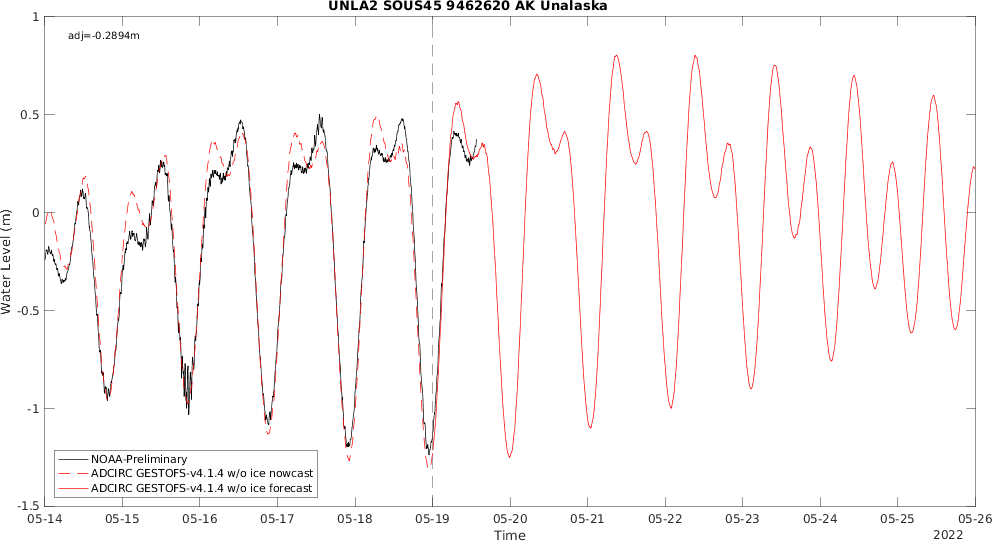 UNLA2 SOUS45 9462620 AK Unalaska
adj=-0.2894m
1
0.5
0
-0.5
-1
-1.5
Water Level (m)
NOAA-Preliminary
ADCIRC GESTOFS-v4.1.4 w/o ice nowcast
ADCIRC GESTOFS-v4.1.4 w/o ice forecast
05-14 05-15 05-16 05-17 05-18 05-19 05-20 05-21 05-22 05-23 05-24 05-25 05-26
Time
2022